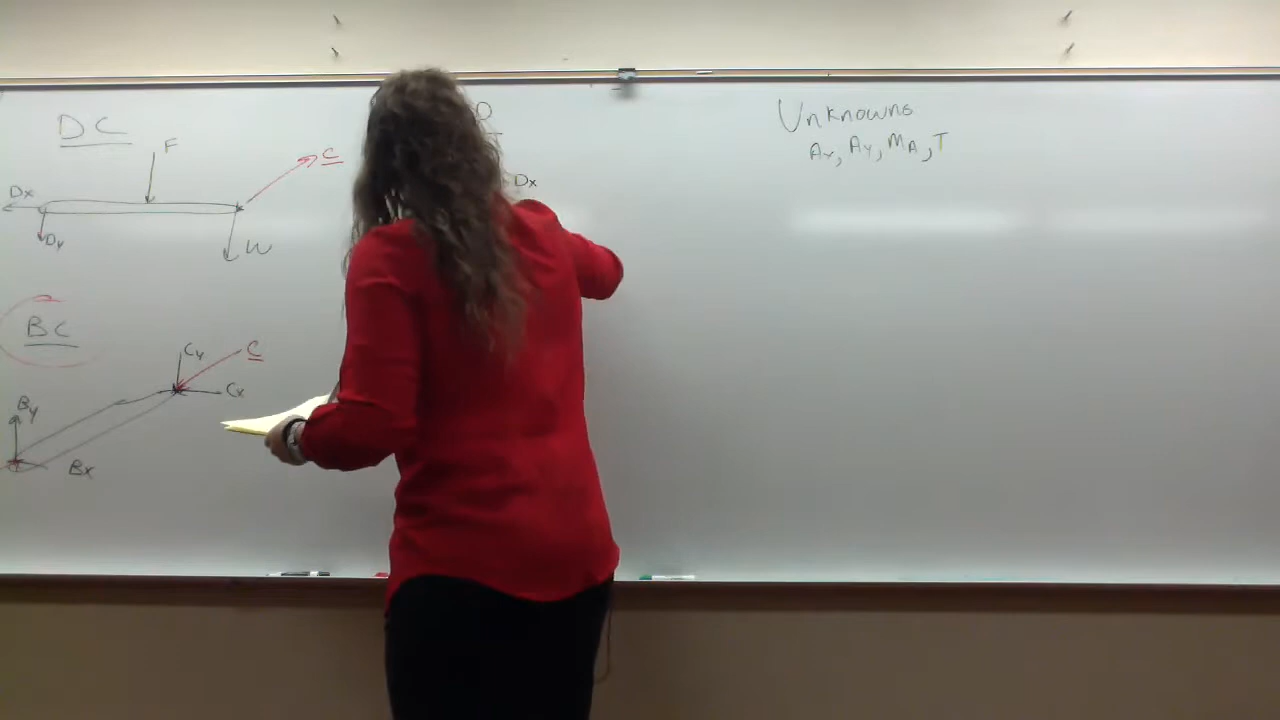 DC
F
C
Dx
Dy
W
BC
Cy
C
Cx
By
Bx
D
Dx
Unknowns
Ax, Ay, MA, T